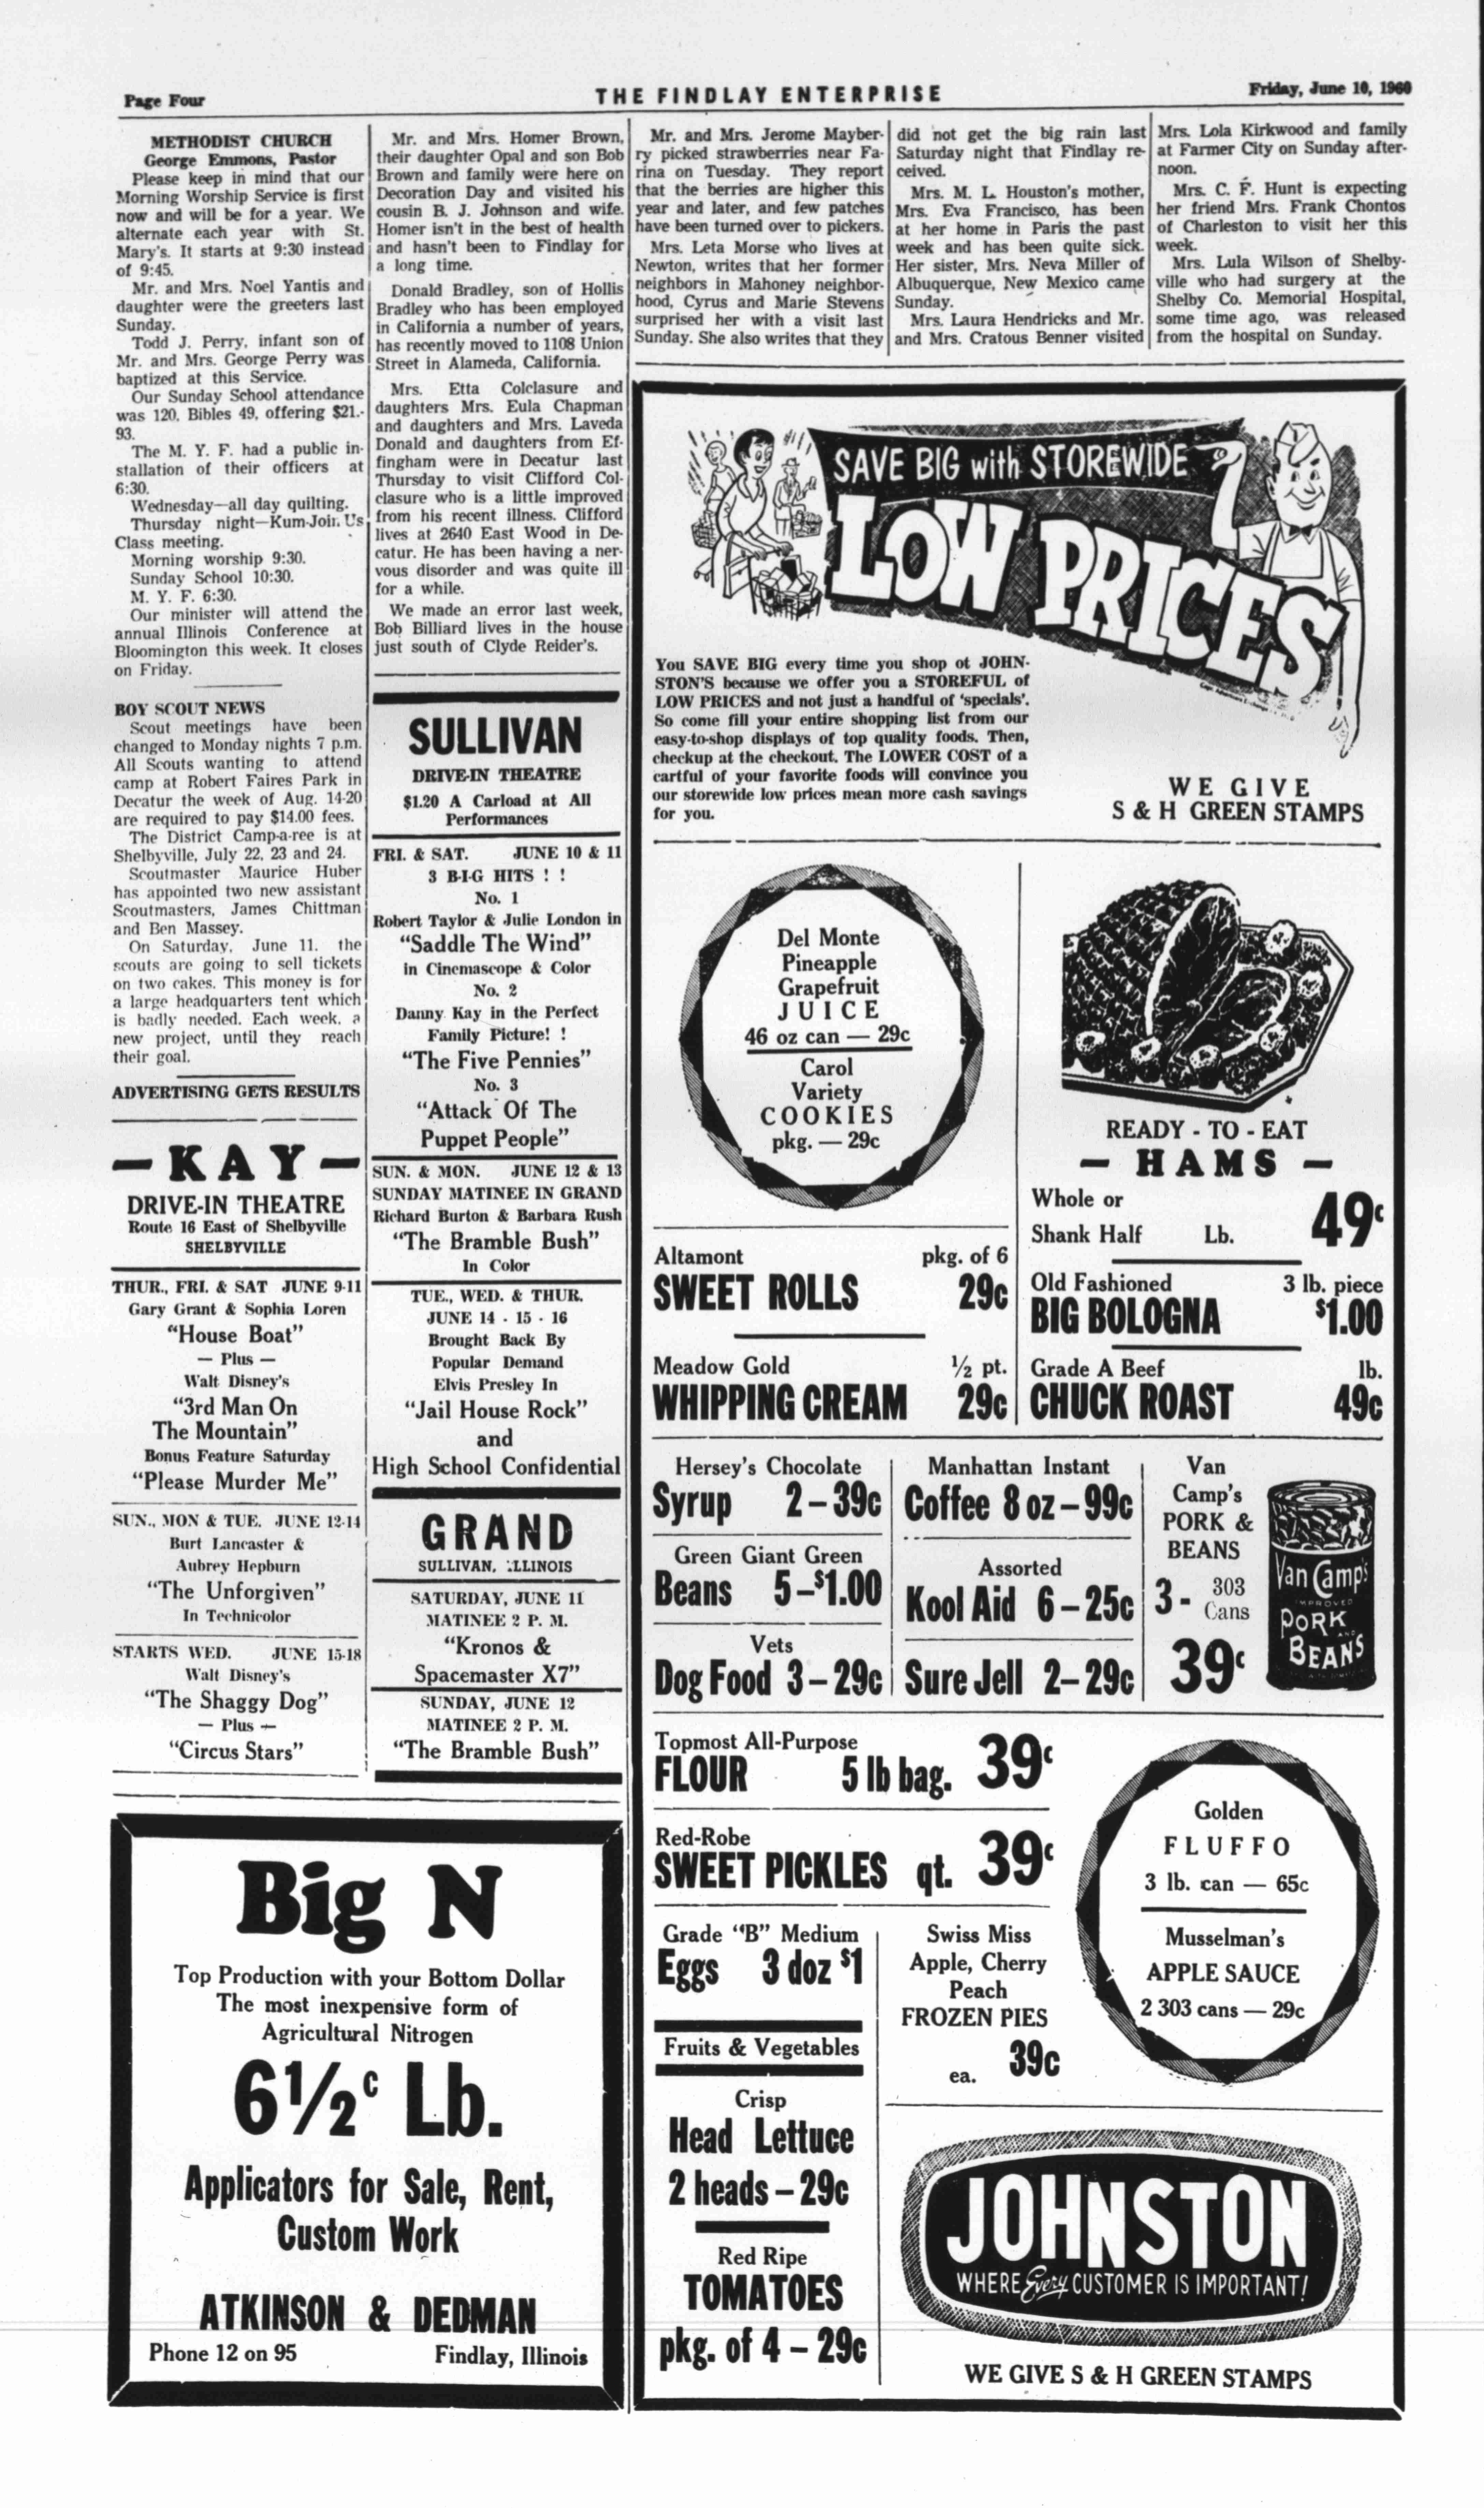 Page Four
THE FINDLAY ENTERPRISE
Friday, June 10, 1960
METHODIST CHURCH
George Emmons, Pastor
Please keep in mind that our
Morning Worship Service is first
now and will be for a year. We
alternate each year with St.
Mary's. It starts at 9:30 instead
of 9:45.
Mr. and Mrs. Noel Yantis and
daughter were the greeters last
Sunday.
Todd J. Perry, infant son of
Mr. and Mrs. George Perry was
baptized at this Service.
Our Sunday School attendance
was 120, Bibles 49, offering $21.-
93.
The M. Y. F. had a public in-
stallation of their officers at
6:30.
Wednesday—all day quilting.
Thursday night—Kum-Join Us
Class meeting.
Morning worship 9:30.
Sunday School 10:30.
M. Y. F. 6:30.
Our minister will attend the
annual Illinois Conference at
Bloomington this week. It closes
on Friday.
BOY SCOUT NEWS
Scout meetings have been
changed to Monday nights 7 p.m.
All Scouts wanting to attend
camp at Robert Faires Park in
Decatur the week of Aug. 14-20
are required to pay $14.00 fees.
The District Camp-a-ree is at
Shelbyville, July 22, 23 and 24.
Scoutmaster Maurice Huber
has appointed two new assistant
Scoutmasters, James Chittman
and Ben Massey.
On Saturday, June 11, the
scouts are going to sell tickets
on two cakes. This money is for
a large headquarters tent which
is badly needed. Each week, a
new project, until they reach
their goal.
ADVERTISING GETS RESULTS
— KAY —
DRIVE-IN THEATRE
Route 16 East of Shelbyville
SHELBYVILLE
THUR., FRI. & SAT JUNE 9-11
Gary Grant & Sophia Loren
"House Boat"
— Plus —
Walt Disney's
"3rd Man On
The Mountain"
Bonus Feature Saturday
"Please Murder Me"
SUN., MON & TUE. JUNE 12-14
Burt Lancaster &
Aubrey Hepburn
"The Unforgiven"
In Technicolor
STARTS WED. JUNE 15-18
Walt Disney's
"The Shaggy Dog"
— Plus —
"Circus Stars"
Mr. and Mrs. Homer Brown,
their daughter Opal and son Bob
Brown and family were here on
Decoration Day and visited his
cousin B. J. Johnson and wife.
Homer isn't in the best of health
and hasn't been to Findlay for
a long time.
Donald Bradley, son of Hollis
Bradley who has been employed
in California a number of years,
has recently moved to 1108 Union
Street in Alameda, California.
Mrs. Etta Colclasure and
daughters Mrs. Eula Chapman
and daughters and Mrs. Laveda
Donald and daughters from Ef-
fingham were in Decatur last
Thursday to visit Clifford Col-
clasure who is a little improved
from his recent illness. Clifford
lives at 2640 East Wood in De-
catur. He has been having a ner-
vous disorder and was quite ill
for a while.
We made an error last week,
Bob Billiard lives in the house
just south of Clyde Reider's.
SULLIVAN
DRIVE-IN THEATRE
$1.20 A Carload at All
Performances
FRI. & SAT. JUNE 10 & 11
3 B-I-G HITS ! !
No. 1
Robert Taylor & Julie London in
"Saddle The Wind"
in Cinemascope & Color
No. 2
Danny Kay in the Perfect
Family Picture! !
"The Five Pennies"
No. 3
"Attack Of The
Puppet People"
SUN. & MON. JUNE 12 & 13
SUNDAY MATINEE IN GRAND
Richard Burton & Barbara Rush
"The Bramble Bush"
In Color
TUE., WED. & THUR.
JUNE 14 - 15 - 16
Brought Back By
Popular Demand
Elvis Presley In
"Jail House Rock"
and
High School Confidential
GRAND
SULLIVAN, ILLINOIS
SATURDAY, JUNE 11
MATINEE 2 P. M.
"Kronos &
Spacemaster X7"
SUNDAY, JUNE 12
MATINEE 2 P. M.
"The Bramble Bush"
Mr. and Mrs. Jerome Mayber-
ry picked strawberries near Fa-
rina on Tuesday. They report
that the berries are higher this
year and later, and few patches
have been turned over to pickers.
Mrs. Leta Morse who lives at
Newton, writes that her former
neighbors in Mahoney neighbor-
hood, Cyrus and Marie Stevens
surprised her with a visit last
Sunday. She also writes that they
did not get the big rain last
Saturday night that Findlay re-
ceived.
Mrs. M. L. Houston's mother,
Mrs. Eva Francisco, has been
at her home in Paris the past
week and has been quite sick.
Her sister, Mrs. Neva Miller of
Albuquerque, New Mexico came
Sunday.
Mrs. Laura Hendricks and Mr.
and Mrs. Cratous Benner visited
Mrs. Lola Kirkwood and family
at Farmer City on Sunday after-
noon.
Mrs. C. F. Hunt is expecting
her friend Mrs. Frank Chontos
of Charleston to visit her this
week.
Mrs. Lula Wilson of Shelby-
ville who had surgery at the
Shelby Co. Memorial Hospital,
some time ago, was released
from the hospital on Sunday.
Big N
Top Production with your Bottom Dollar
The most inexpensive form of
Agricultural Nitrogen
6½c Lb.
Applicators for Sale, Rent,
Custom Work
ATKINSON & DEDMAN
Phone 12 on 95 Findlay, Illinois
SAVE BIG with STOREWIDE
LOW PRICES
You SAVE BIG every time you shop ot JOHN-
STON'S because we offer you a STOREFUL of
LOW PRICES and not just a handful of 'specials'.
So come fill your entire shopping list from our
easy-to-shop displays of top quality foods. Then,
checkup at the checkout. The LOWER COST of a
cartful of your favorite foods will convince you
our storewide low prices mean more cash savings
for you.
WE GIVE
S & H GREEN STAMPS
Del Monte
Pineapple
Grapefruit
JUICE
46 oz can — 29c
Carol
Variety
COOKIES
pkg. — 29c
READY - TO - EAT
— HAMS —
Whole or
Shank Half Lb. 49c
Altamont pkg. of 6
SWEET ROLLS 29c
Old Fashioned 3 lb. piece
BIG BOLOGNA $1.00
Meadow Gold ½ pt.
WHIPPING CREAM 29c
Grade A Beef lb.
CHUCK ROAST 49c
Hersey's Chocolate
Syrup 2 – 39c
Manhattan Instant
Coffee 8 oz – 99c
Green Giant Green
Beans 5 – $1.00
Assorted
Kool Aid 6 – 25c
Vets
Dog Food 3 – 29c
Sure Jell 2 – 29c
Van
Camp's
PORK &
BEANS
3 - 303
Cans
39c
Van Camp's
IMPROVED
PORK
AND
BEANS
Topmost All-Purpose
FLOUR 5 lb bag. 39c
Red-Robe
SWEET PICKLES qt. 39c
Golden
FLUFFO
3 lb. can — 65c
Musselman's
APPLE SAUCE
2 303 cans — 29c
Grade "B" Medium
Eggs 3 doz $1
Swiss Miss
Apple, Cherry
Peach
FROZEN PIES
ea. 39c
Fruits & Vegetables
Crisp
Head Lettuce
2 heads – 29c
Red Ripe
TOMATOES
pkg. of 4 – 29c
JOHNSTON
WHERE Every CUSTOMER IS IMPORTANT!
WE GIVE S & H GREEN STAMPS